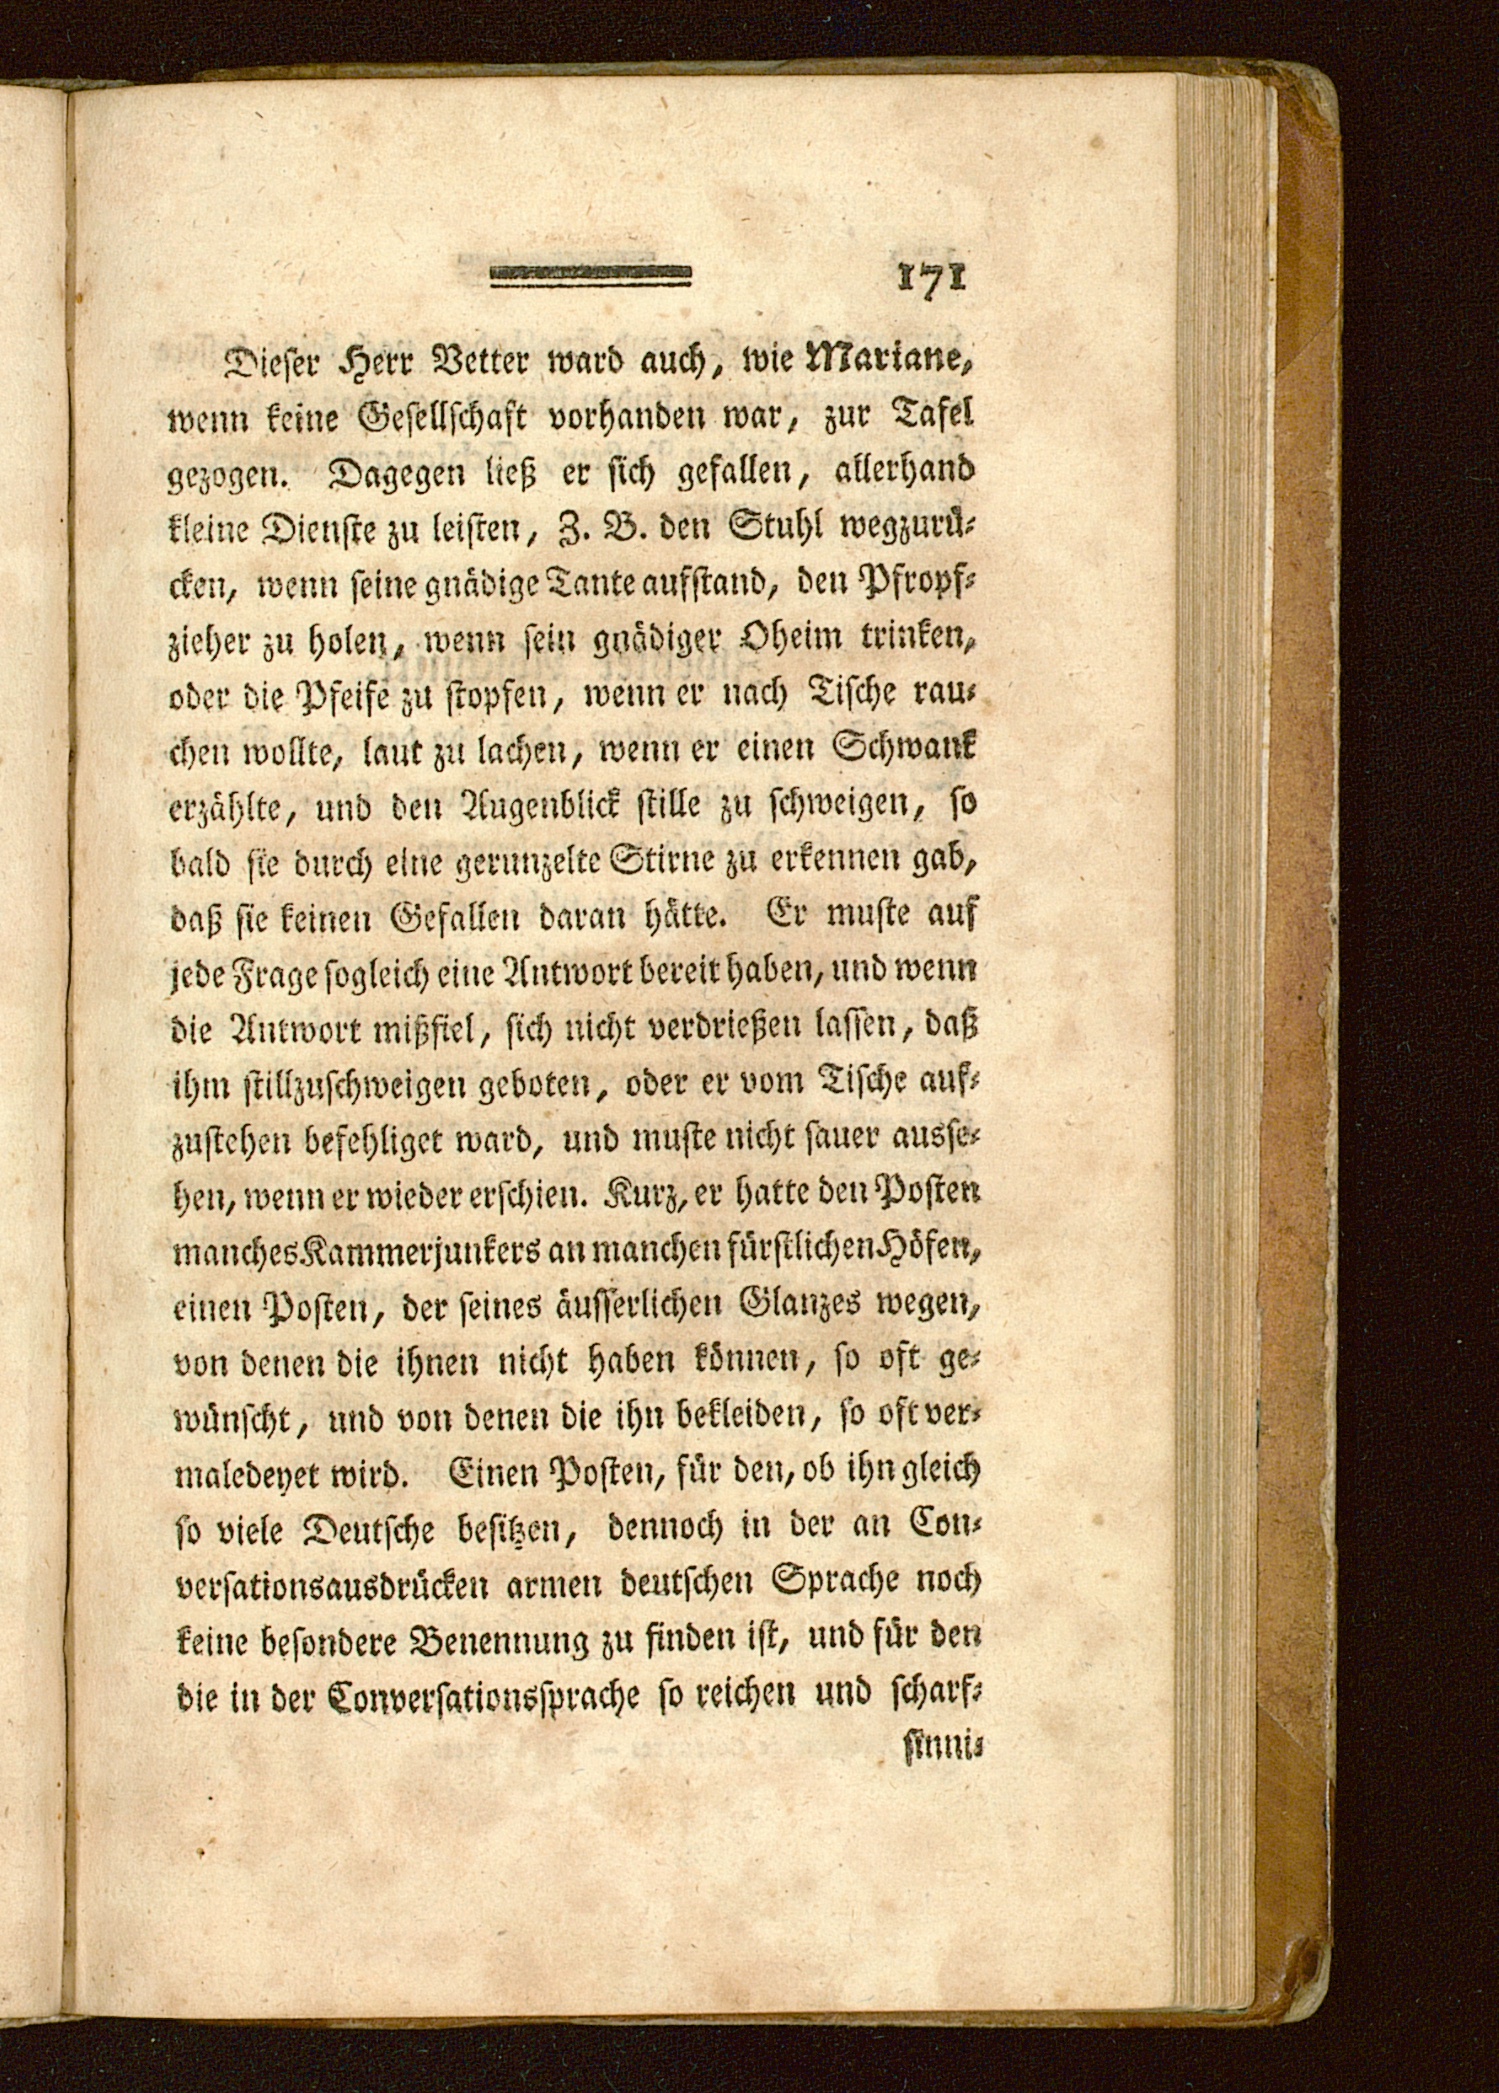 171
Dieser Herr Vetter ward auch, wie Mariane,
wenn keine Gesellschaft vorhanden war, zur Tafel
gezogen. Dagegen ließ er sich gefallen, allerhand
kleine Dienste zu leisten, Z. B. den Stuhl wegzurü-
cken, wenn seine gnädige Tante aufstand, den Pfropf-
zieher zu holen, wenn sein gnädiger Oheim trinken,
oder die Pfeife zu stopfen, wenn er nach Tische rau-
chen wollte, laut zu lachen, wenn er einen Schwank
erzählte, und den Augenblick stille zu schweigen, so
bald sie durch eine gerunzelte Stirne zu erkennen gab,
daß sie keinen Gefallen daran hätte. Er muste auf
jede Frage sogleich eine Antwort bereit haben, und wenn
die Antwort mißfiel, sich nicht verdrießen lassen, daß
ihm stillzuschweigen geboten, oder er vom Tische auf-
zustehen befehliget ward, und muste nicht sauer ausse-
hen, wenn er wieder erschien. Kurz, er hatte den Posten
manches Kammerjunkers an manchen fürstlichen Höfen,
einen Posten, der seines äusserlichen Glanzes wegen,
von denen die ihnen nicht haben können, so oft ge-
wünscht, und von denen die ihn bekleiden, so oft ver-
maledeyet wird. Einen Posten, für den, ob ihn gleich
so viele Deutsche besitzen, dennoch in der an Con-
versationsausdrücken armen deutschen Sprache noch
keine besondere Benennung zu finden ist, und für den
die in der Conversationssprache so reichen und scharf-
sinni-